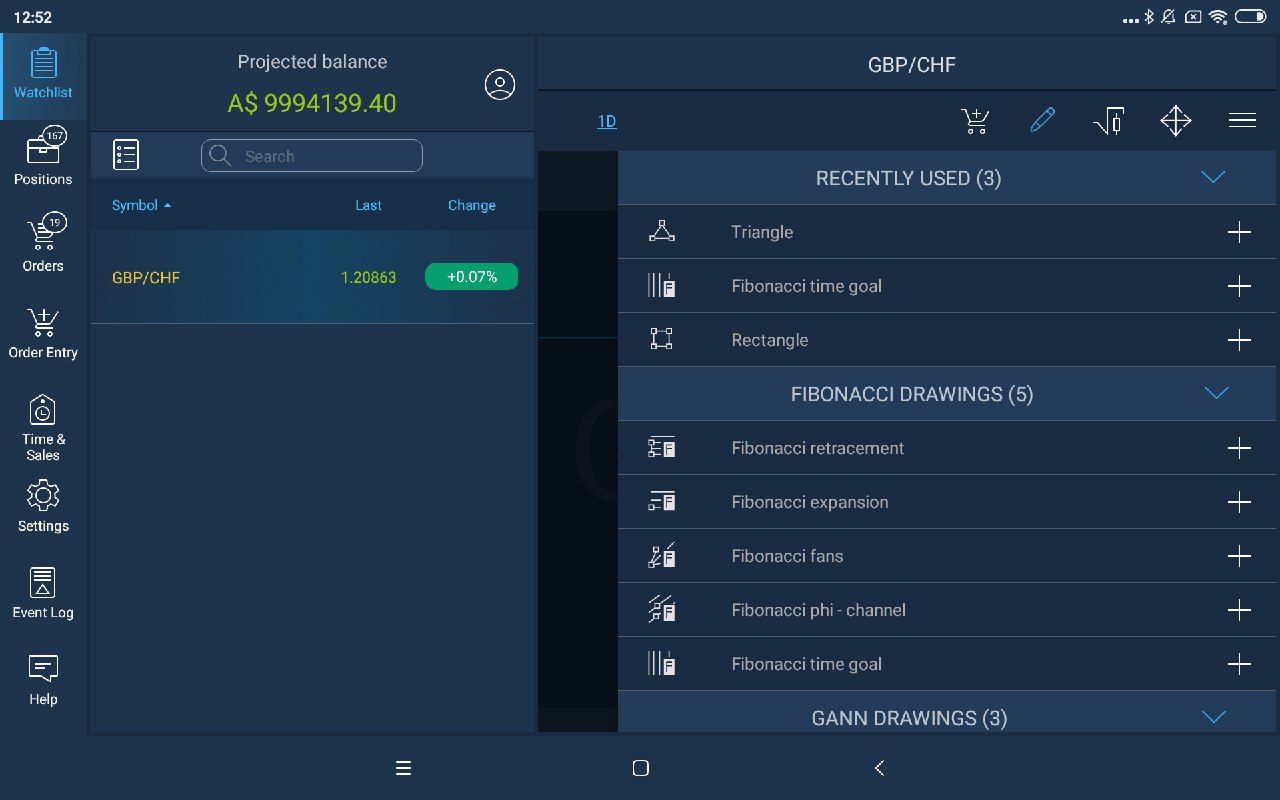 12:52
Watchlist
167
Positions
19
Orders
Order Entry
Time &
Sales
Settings
Event Log
Help
Projected balance
A$ 9994139.40
Search
Symbol
Last
Change
GBP/CHF
1.20863
+0.07%
GBP/CHF
1D
RECENTLY USED (3)
Triangle
Fibonacci time goal
Rectangle
FIBONACCI DRAWINGS (5)
Fibonacci retracement
Fibonacci expansion
Fibonacci fans
Fibonacci phi - channel
Fibonacci time goal
GANN DRAWINGS (3)